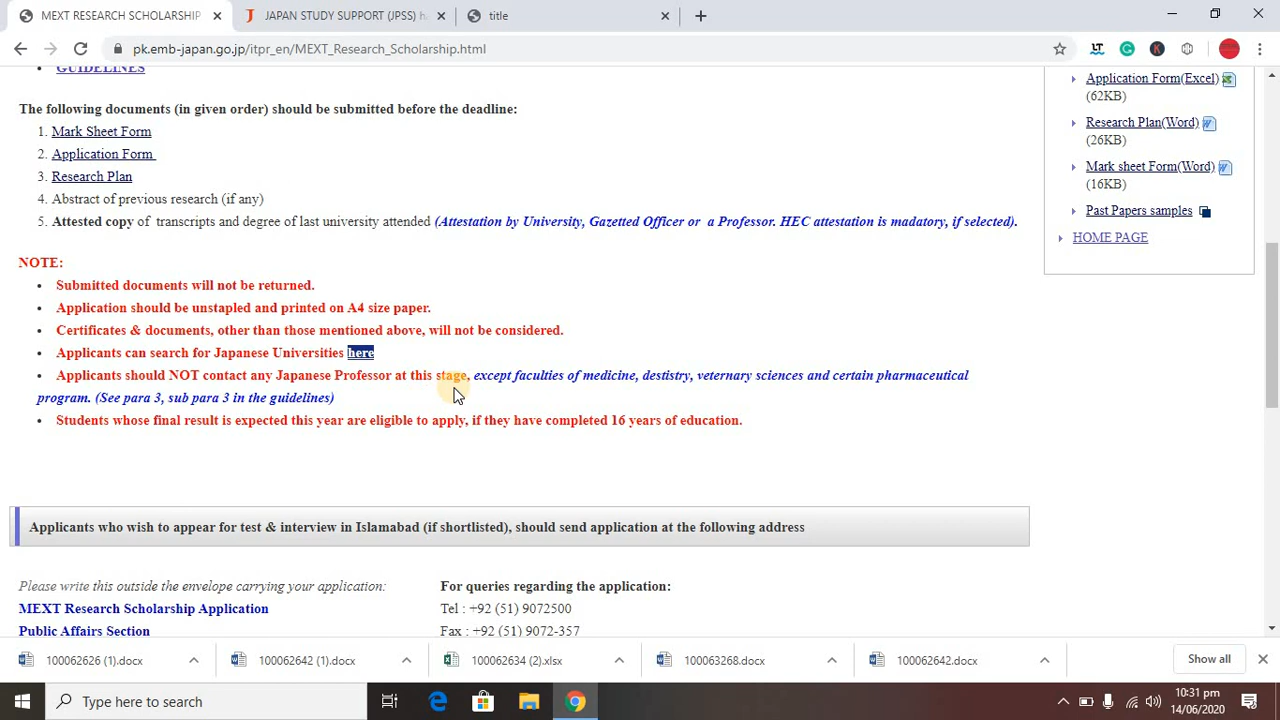 MEXT RESEARCH SCHOLARSHIP
JAPAN STUDY SUPPORT (JPSS) ha
title
pk.emb-japan.go.jp/itpr_en/MEXT_Research_Scholarship.html
GUIDELINES
The following documents (in given order) should be submitted before the deadline:
1. Mark Sheet Form
2. Application Form
3. Research Plan
4. Abstract of previous research (if any)
5. Attested copy of transcripts and degree of last university attended (Attestation by University, Gazetted Officer or a Professor. HEC attestation is madatory, if selected).
NOTE:
• Submitted documents will not be returned.
• Application should be unstapled and printed on A4 size paper.
• Certificates & documents, other than those mentioned above, will not be considered.
• Applicants can search for Japanese Universities here
• Applicants should NOT contact any Japanese Professor at this stage, except faculties of medicine, destistry, veternary sciences and certain pharmaceutical
program. (See para 3, sub para 3 in the guidelines)
• Students whose final result is expected this year are eligible to apply, if they have completed 16 years of education.
Application Form(Excel)
(62KB)
Research Plan(Word)
(26KB)
Mark sheet Form(Word)
(16KB)
Past Papers samples
HOME PAGE
Applicants who wish to appear for test & interview in Islamabad (if shortlisted), should send application at the following address
Please write this outside the envelope carrying your application:
MEXT Research Scholarship Application
Public Affairs Section
For queries regarding the application:
Tel : +92 (51) 9072500
Fax : +92 (51) 9072-357
100062626 (1).docx
100062642 (1).docx
100062634 (2).xlsx
100063268.docx
100062642.docx
Show all
Type here to search
10:31 pm
14/06/2020